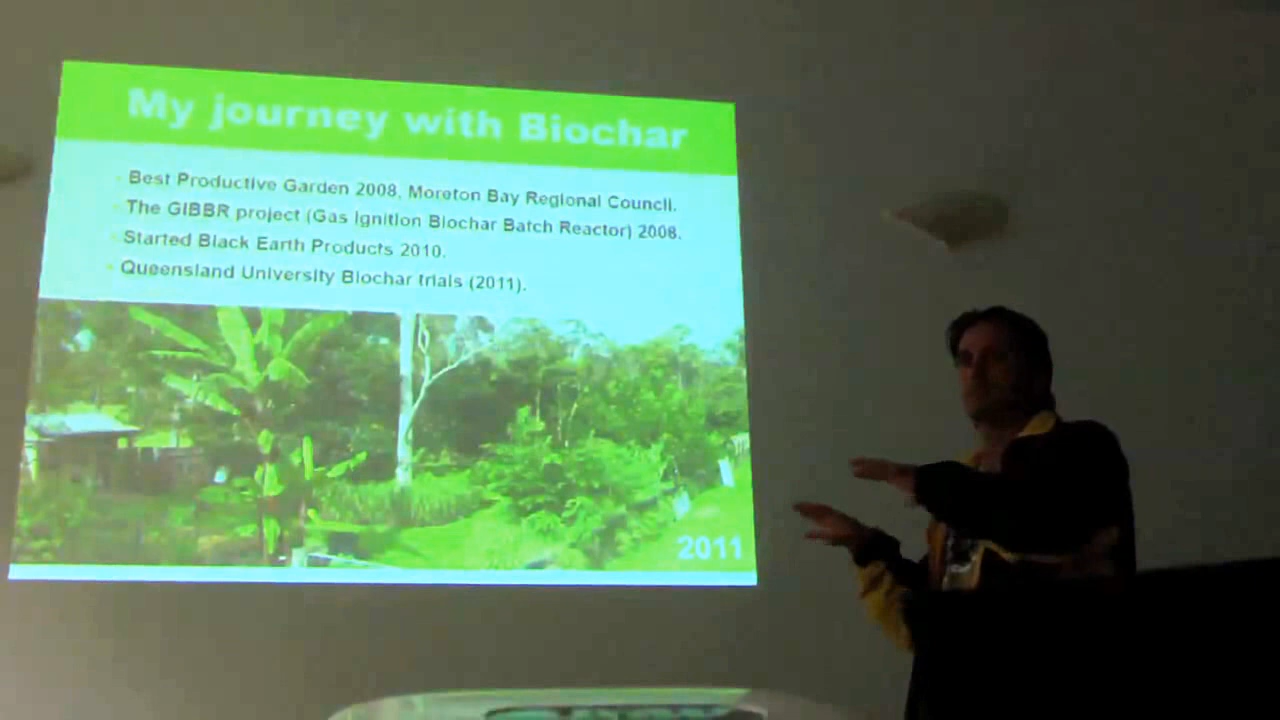 My journey with Biochar
Best Productive Garden 2008, Moreton Bay Regional Council.
The GIBBR project (Gas Ignition Biochar Batch Reactor) 2008.
Started Black Earth Products 2010.
Queensland University Biochar trials (2011).
2011